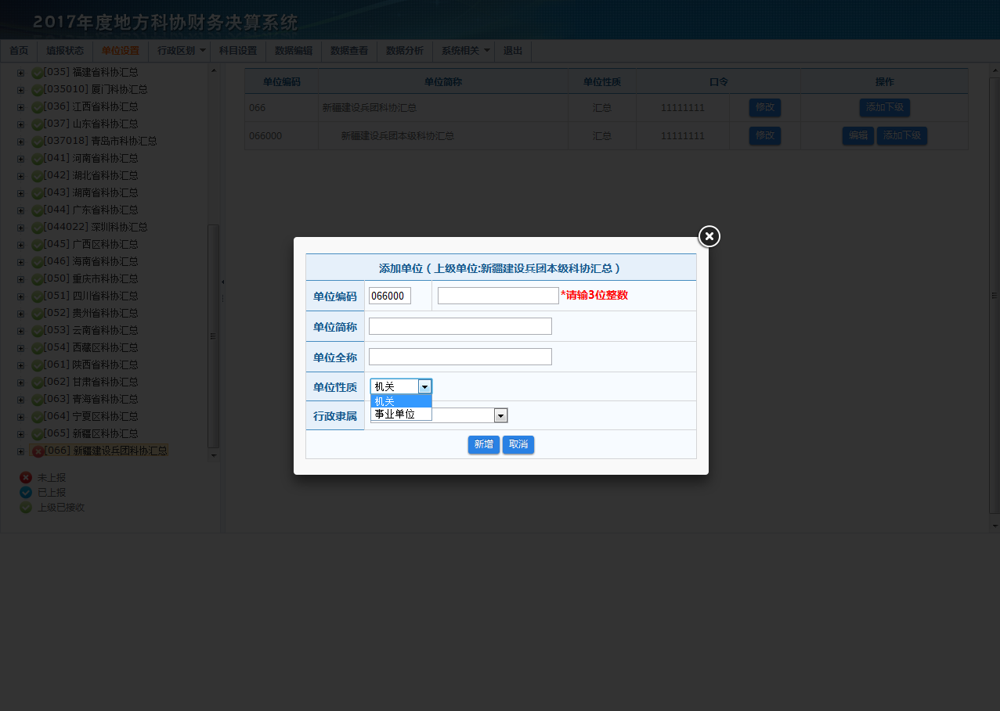 2017年度地方科协财务决算系统
首页 填报状态 单位设置 行政区划 科目设置 数据编辑 数据查看 数据分析 系统相关 退出
[035] 福建省科协汇总
[035010] 厦门科协汇总
[036] 江西省科协汇总
[037] 山东省科协汇总
[037018] 青岛市科协汇总
[041] 河南省科协汇总
[042] 湖北省科协汇总
[043] 湖南省科协汇总
[044] 广东省科协汇总
[044022] 深圳科协汇总
[045] 广西区科协汇总
[046] 海南省科协汇总
[050] 重庆市科协汇总
[051] 四川省科协汇总
[052] 贵州省科协汇总
[053] 云南省科协汇总
[054] 西藏区科协汇总
[061] 陕西省科协汇总
[062] 甘肃省科协汇总
[063] 青海省科协汇总
[064] 宁夏区科协汇总
[065] 新疆区科协汇总
[066] 新疆建设兵团科协汇总
未上报
已上报
上级已接收
单位编码 单位简称 单位性质 口令 操作
066 新疆建设兵团科协汇总 汇总 11111111 修改 添加下级
066000 新疆建设兵团本级科协汇总 汇总 11111111 修改 编辑 添加下级
添加单位（上级单位:新疆建设兵团本级科协汇总）
单位编码 066000 *请输3位整数
单位简称
单位全称
单位性质 机关
机关
事业单位
行政隶属
新增 取消